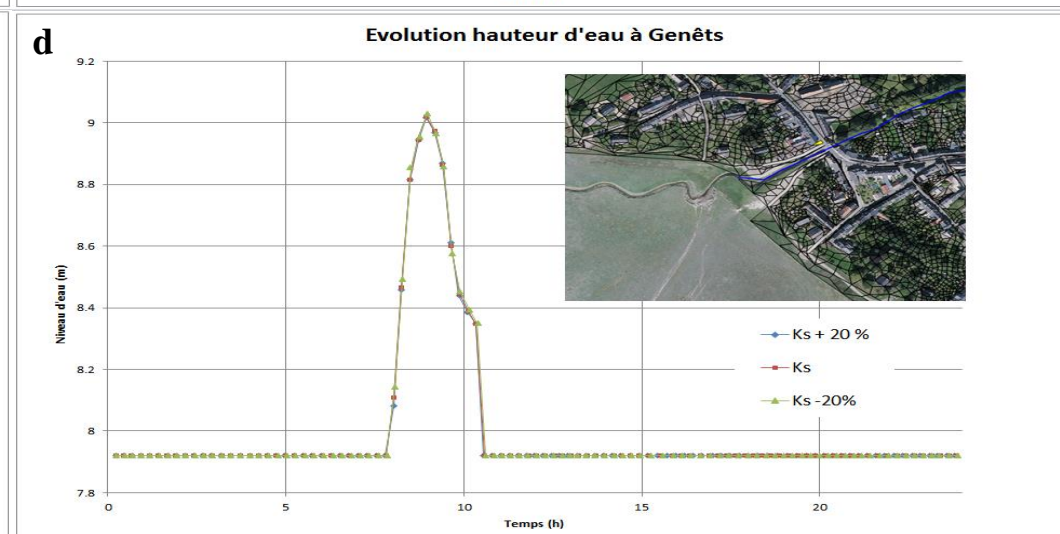 d
Evolution hauteur d'eau à Genêts
9.2
9
8.8
8.6
8.4
8.2
8
7.8
Niveau d'eau (m)
0 5 10 15 20
Temps (h)
Ks + 20 %
Ks
Ks -20%